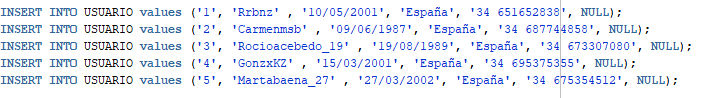 INSERT INTO USUARIO values ('1', 'Rrbnz' , '10/05/2001', 'España', '34 651652838', NULL);
INSERT INTO USUARIO values ('2', 'Carmenmsb' , '09/06/1987', 'España', '34 687744858', NULL);
INSERT INTO USUARIO values ('3', 'Rocioacebedo_19' , '19/08/1989', 'España', '34 673307080', NULL);
INSERT INTO USUARIO values ('4', 'GonzxKZ' , '15/03/2001', 'España', '34 695375355', NULL);
INSERT INTO USUARIO values ('5', 'Martabaena_27' , '27/03/2002', 'España', '34 675354512', NULL);